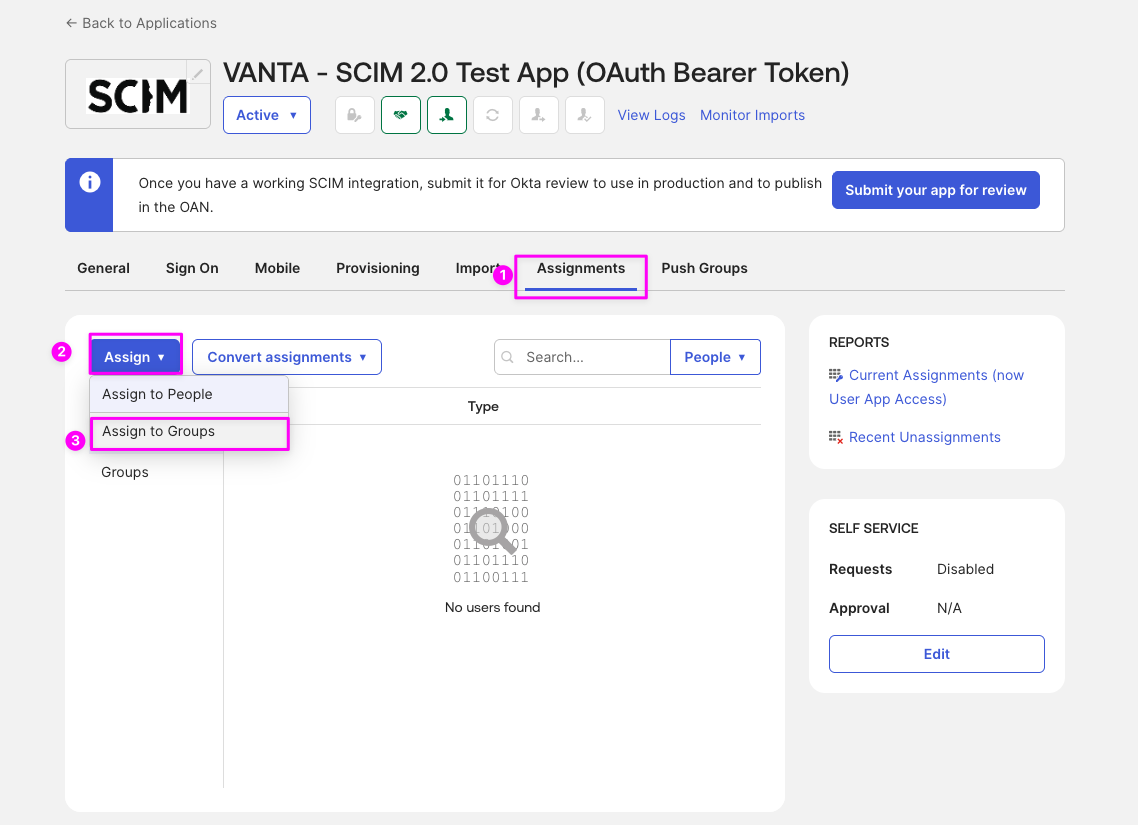 ← Back to Applications
SCIM
VANTA - SCIM 2.0 Test App (OAuth Bearer Token)
Active ▼
View Logs
Monitor Imports
Once you have a working SCIM integration, submit it for Okta review to use in production and to publish
in the OAN.
Submit your app for review
General
Sign On
Mobile
Provisioning
Import
1
Assignments
Push Groups
2
Assign ▼
Convert assignments ▼
Search...
People ▼
Assign to People
3
Assign to Groups
Groups
Type
01101110
01101111
No users found
01101110
01100111
REPORTS
Current Assignments (now
User App Access)
Recent Unassignments
SELF SERVICE
Requests Disabled
Approval N/A
Edit